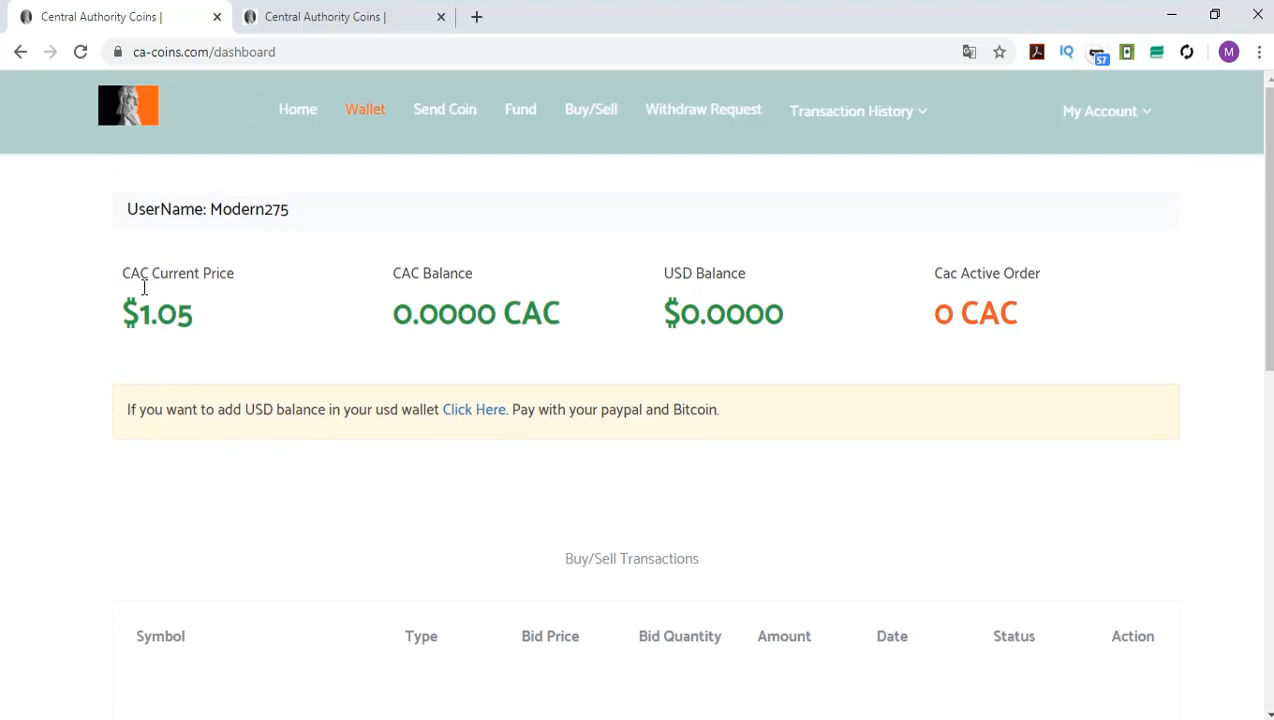 Central Authority Coins |
Central Authority Coins |
ca-coins.com/dashboard
IQ
57
M
Home Wallet Send Coin Fund Buy/Sell Withdraw Request Transaction History My Account
UserName: Modern275
CAC Current Price CAC Balance USD Balance Cac Active Order
$1.05 0.0000 CAC $0.0000 0 CAC
If you want to add USD balance in your usd wallet Click Here. Pay with your paypal and Bitcoin.
Buy/Sell Transactions
Symbol Type Bid Price Bid Quantity Amount Date Status Action